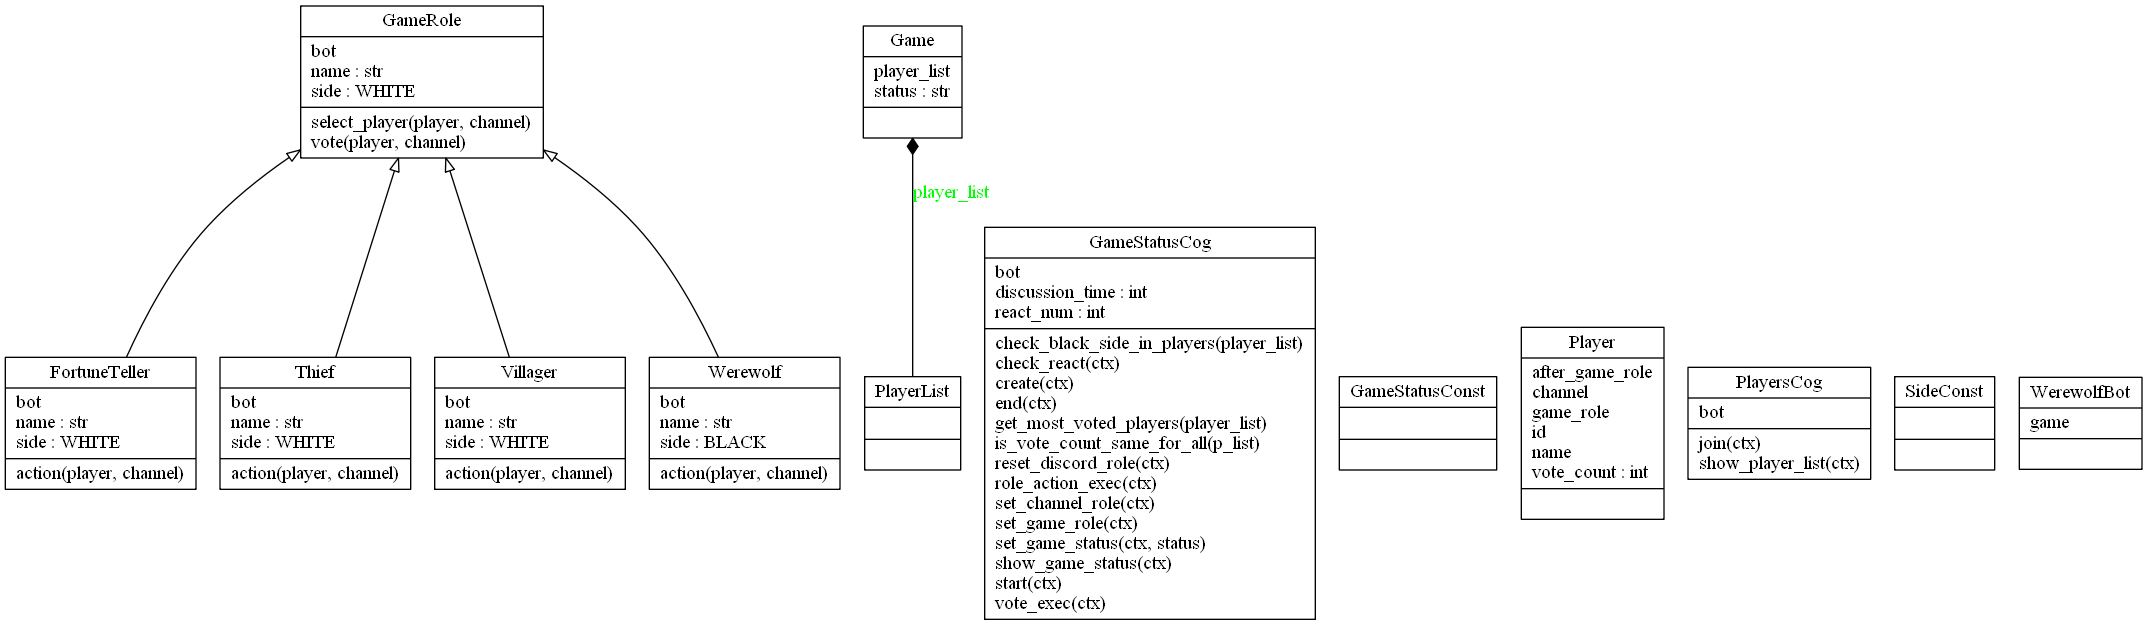 GameRole
bot
name : str
side : WHITE
select_player(player, channel)
vote(player, channel)
Game
player_list
status : str
player_list
FortuneTeller
bot
name : str
side : WHITE
action(player, channel)
Thief
bot
name : str
side : WHITE
action(player, channel)
Villager
bot
name : str
side : WHITE
action(player, channel)
Werewolf
bot
name : str
side : BLACK
action(player, channel)
PlayerList
GameStatusCog
bot
discussion_time : int
react_num : int
check_black_side_in_players(player_list)
check_react(ctx)
create(ctx)
end(ctx)
get_most_voted_players(player_list)
is_vote_count_same_for_all(p_list)
reset_discord_role(ctx)
role_action_exec(ctx)
set_channel_role(ctx)
set_game_role(ctx)
set_game_status(ctx, status)
show_game_status(ctx)
start(ctx)
vote_exec(ctx)
GameStatusConst
Player
after_game_role
channel
game_role
id
name
vote_count : int
PlayersCog
bot
join(ctx)
show_player_list(ctx)
SideConst
WerewolfBot
game